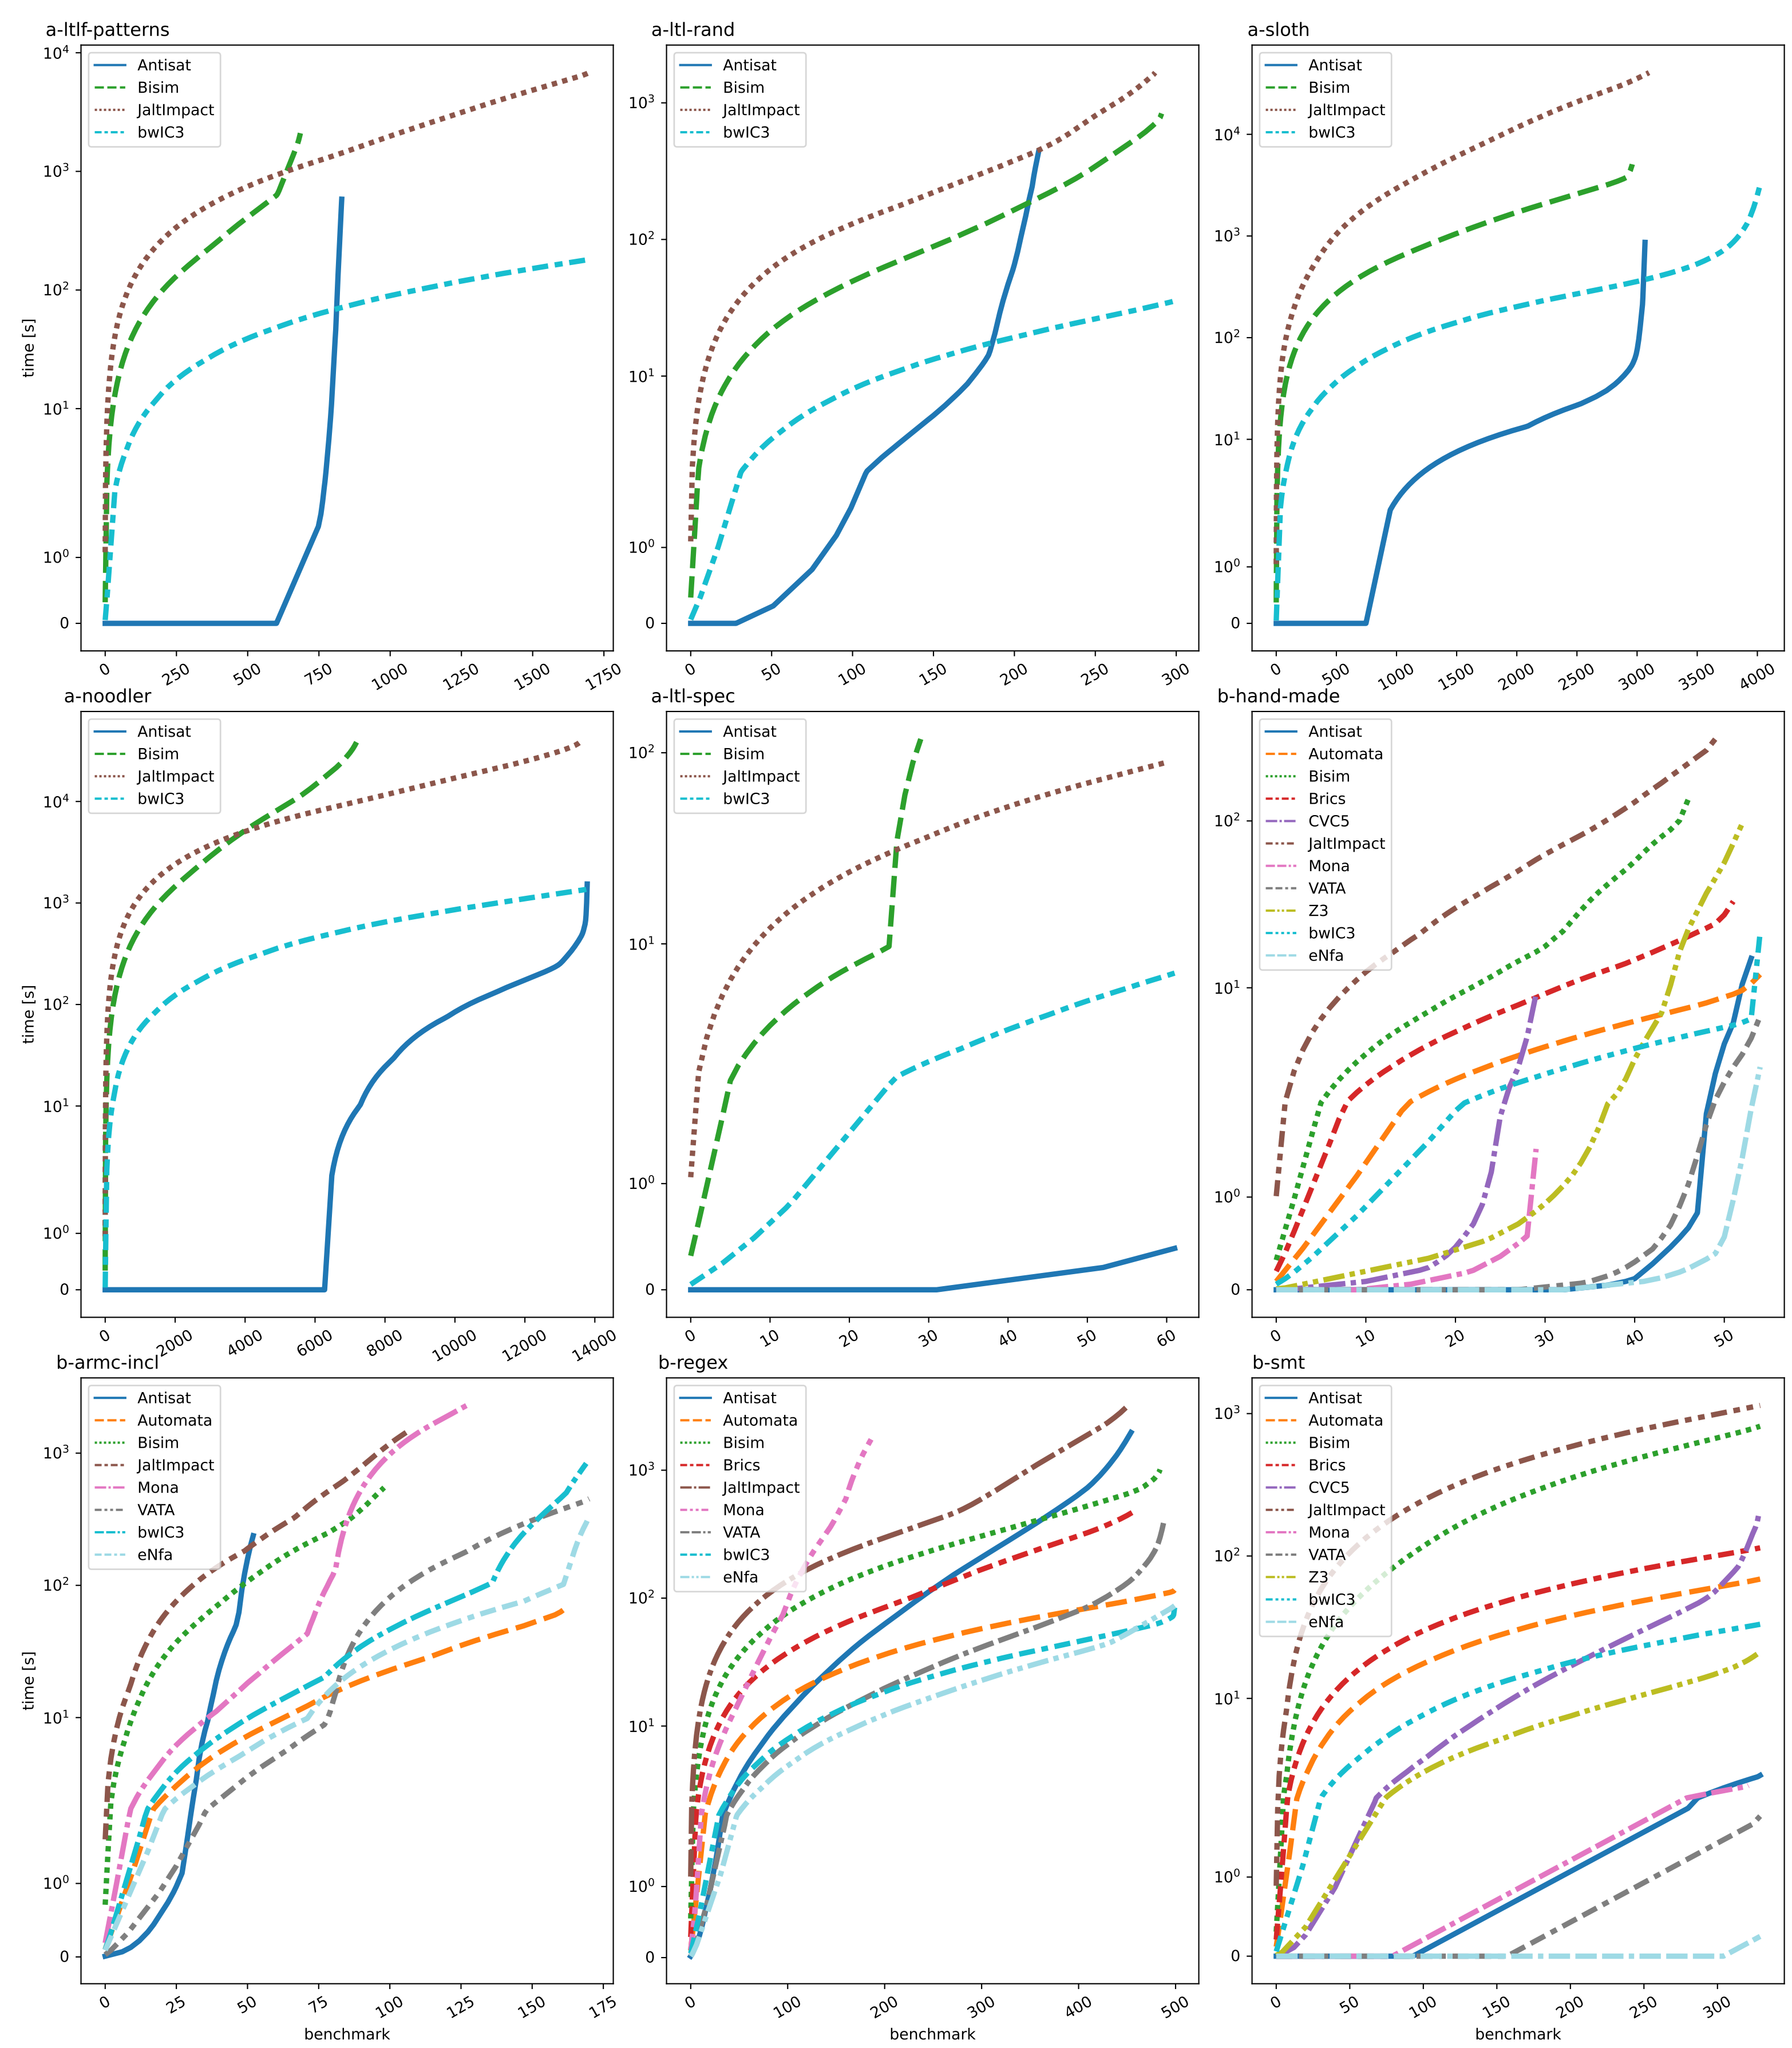 a-ltlf-patterns
10^4
10^3
10^2
10^1
10^0
0
time [s]
Antisat
Bisim
JaltImpact
bwIC3
0
250
500
750
1000
1250
1500
1750
a-ltl-rand
10^3
10^2
10^1
10^0
0
Antisat
Bisim
JaltImpact
bwIC3
0
50
100
150
200
250
300
a-sloth
10^4
10^3
10^2
10^1
10^0
0
Antisat
Bisim
JaltImpact
bwIC3
0
500
1000
1500
2000
2500
3000
3500
4000
a-noodler
10^4
10^3
10^2
10^1
10^0
0
time [s]
Antisat
Bisim
JaltImpact
bwIC3
0
2000
4000
6000
8000
10000
12000
14000
a-ltl-spec
10^2
10^1
10^0
0
Antisat
Bisim
JaltImpact
bwIC3
0
10
20
30
40
50
60
b-hand-made
10^2
10^1
10^0
0
Antisat
Automata
Bisim
Brics
CVC5
JaltImpact
Mona
VATA
Z3
bwIC3
eNfa
0
10
20
30
40
50
b-armc-incl
10^3
10^2
10^1
10^0
0
time [s]
Antisat
Automata
Bisim
JaltImpact
Mona
VATA
bwIC3
eNfa
0
25
50
75
100
125
150
175
benchmark
b-regex
10^3
10^2
10^1
10^0
0
Antisat
Automata
Bisim
Brics
JaltImpact
Mona
VATA
bwIC3
eNfa
0
100
200
300
400
500
benchmark
b-smt
10^3
10^2
10^1
10^0
0
Antisat
Automata
Bisim
Brics
CVC5
JaltImpact
Mona
VATA
Z3
bwIC3
eNfa
0
50
100
150
200
250
300
benchmark